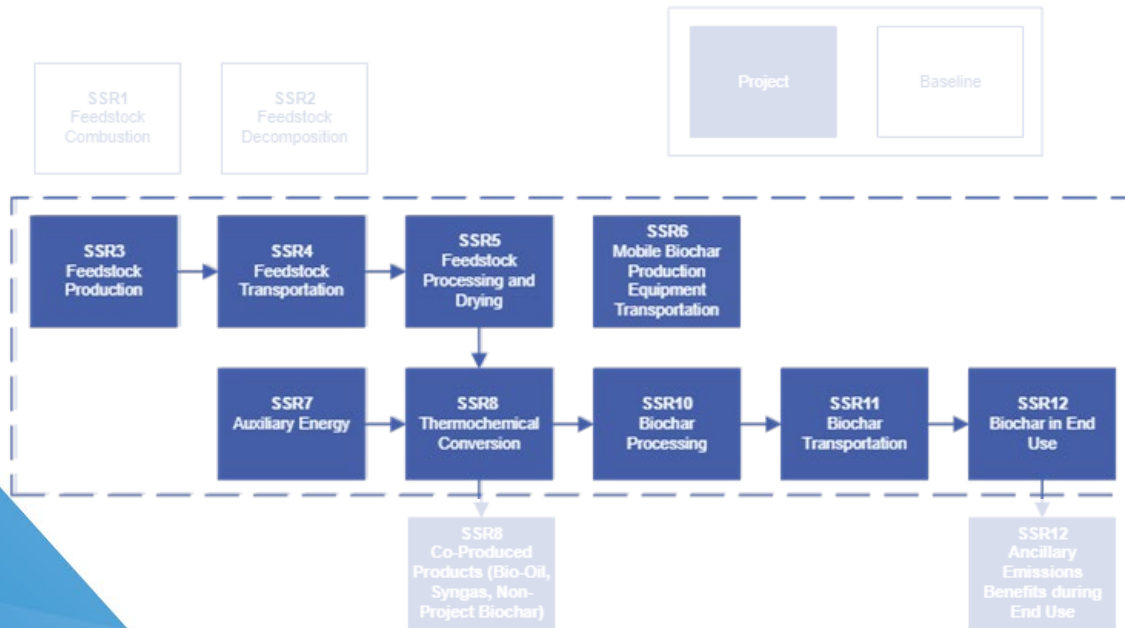 Project
Baseline
SSR1
Feedstock
Combustion
SSR2
Feedstock
Decomposition
SSR3
Feedstock
Production
SSR4
Feedstock
Transportation
SSR5
Feedstock
Processing and
Drying
SSR6
Mobile Biochar
Production
Equipment
Transportation
SSR7
Auxiliary Energy
SSR8
Thermochemical
Conversion
SSR10
Biochar
Processing
SSR11
Biochar
Transportation
SSR12
Biochar in End
Use
SSR8
Co-Produced
Products (Bio-Oil,
Syngas, Non-
Project Biochar)
SSR12
Ancillary
Emissions
Benefits during
End Use